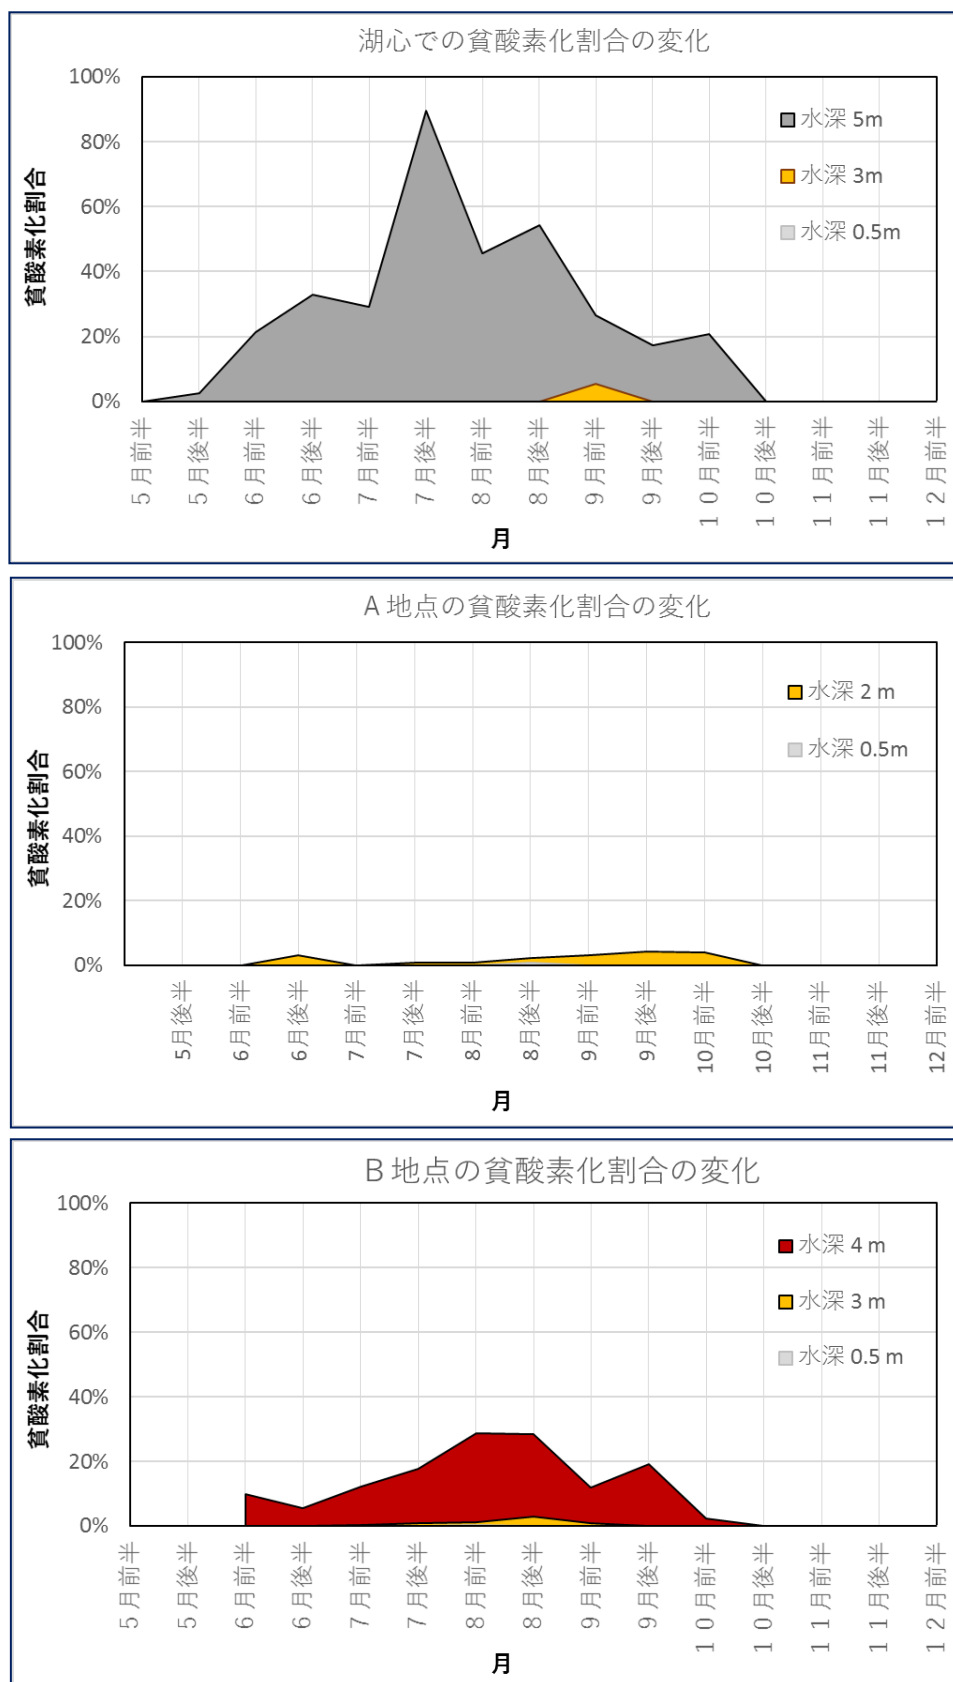 湖心での貧酸素化割合の変化
100%
80%
60%
40%
20%
0%
貧酸素化割合
水深 5m
水深 3m
水深 0.5m
５月前半
５月後半
６月前半
６月後半
７月前半
７月後半
８月前半
８月後半
９月前半
９月後半
１０月前半
１０月後半
１１月前半
１１月後半
１２月前半
月
A 地点の貧酸素化割合の変化
100%
80%
60%
40%
20%
0%
貧酸素化割合
水深 2 m
水深 0.5m
5月後半
6月前半
6月後半
7月前半
7月後半
8月前半
8月後半
9月前半
9月後半
10月前半
10月後半
11月前半
11月後半
12月前半
月
B 地点の貧酸素化割合の変化
100%
80%
60%
40%
20%
0%
貧酸素化割合
水深 4 m
水深 3 m
水深 0.5 m
５月前半
５月後半
６月前半
６月後半
７月前半
７月後半
８月前半
８月後半
９月前半
９月後半
１０月前半
１０月後半
１１月前半
１１月後半
１２月前半
月